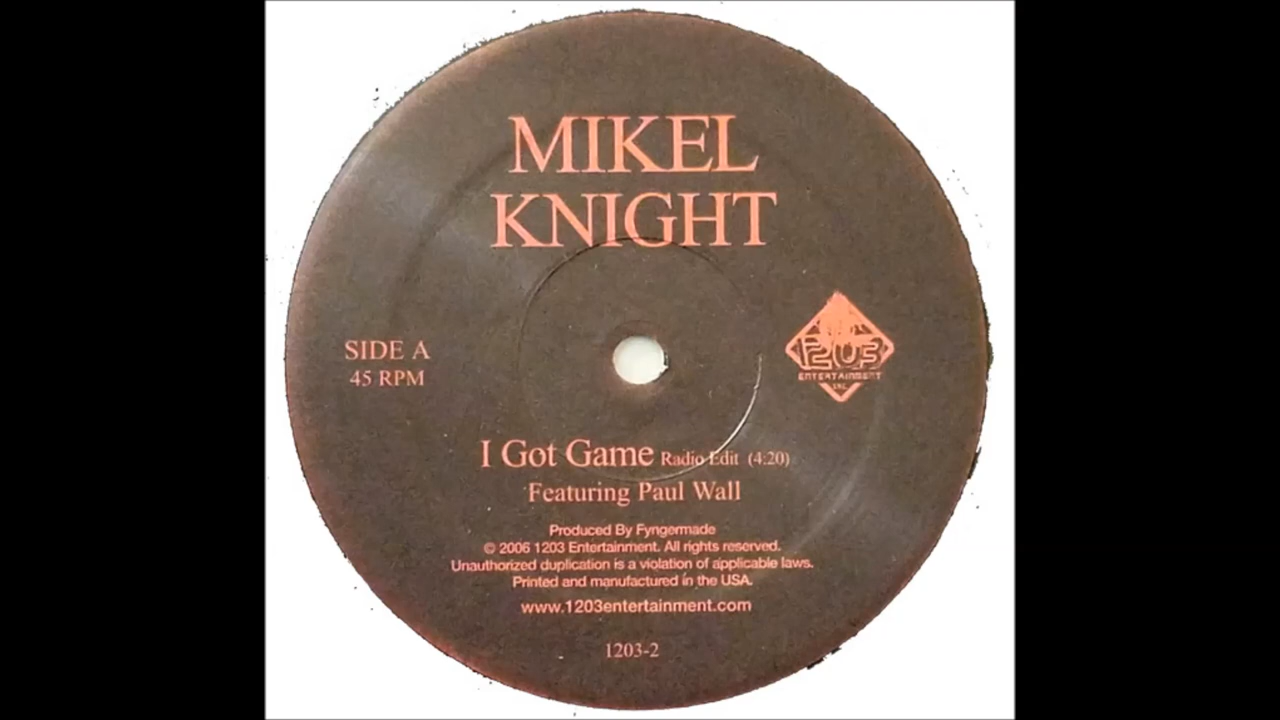 MIKEL
KNIGHT
SIDE A
45 RPM
1203
ENTERTAINMENT
INC.
I Got Game Radio Edit (4:20)
Featuring Paul Wall
Produced By Fyngermade
© 2006 1203 Entertainment. All rights reserved.
Unauthorized duplication is a violation of applicable laws.
Printed and manufactured in the USA.
www.1203entertainment.com
1203-2